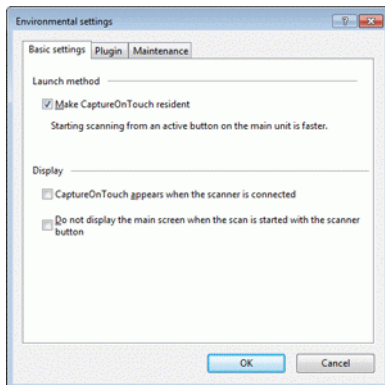 Environmental settings
Basic settings Plugin Maintenance
Launch method
Make CaptureOnTouch resident
Starting scanning from an active button on the main unit is faster.
Display
CaptureOnTouch appears when the scanner is connected
Do not display the main screen when the scan is started with the scanner
button
OK Cancel